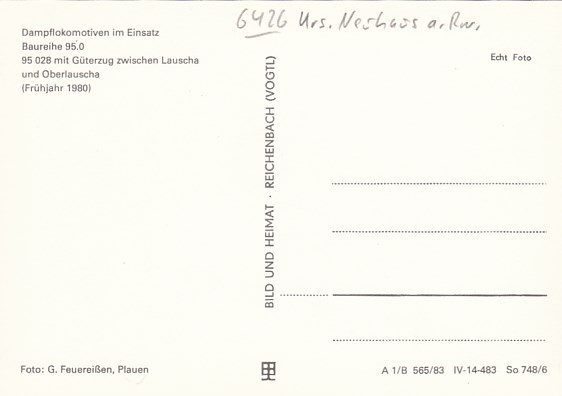 6426 Krs. Neuhaus a. Rw.
Dampflokomotiven im Einsatz
Baureihe 95.0
95 028 mit Güterzug zwischen Lauscha
und Oberlauscha
(Frühjahr 1980)
Echt Foto
BILD UND HEIMAT · REICHENBACH (VOGTL)
Foto: G. Feuereißen, Plauen
A 1/B 565/83 IV-14-483 So 748/6